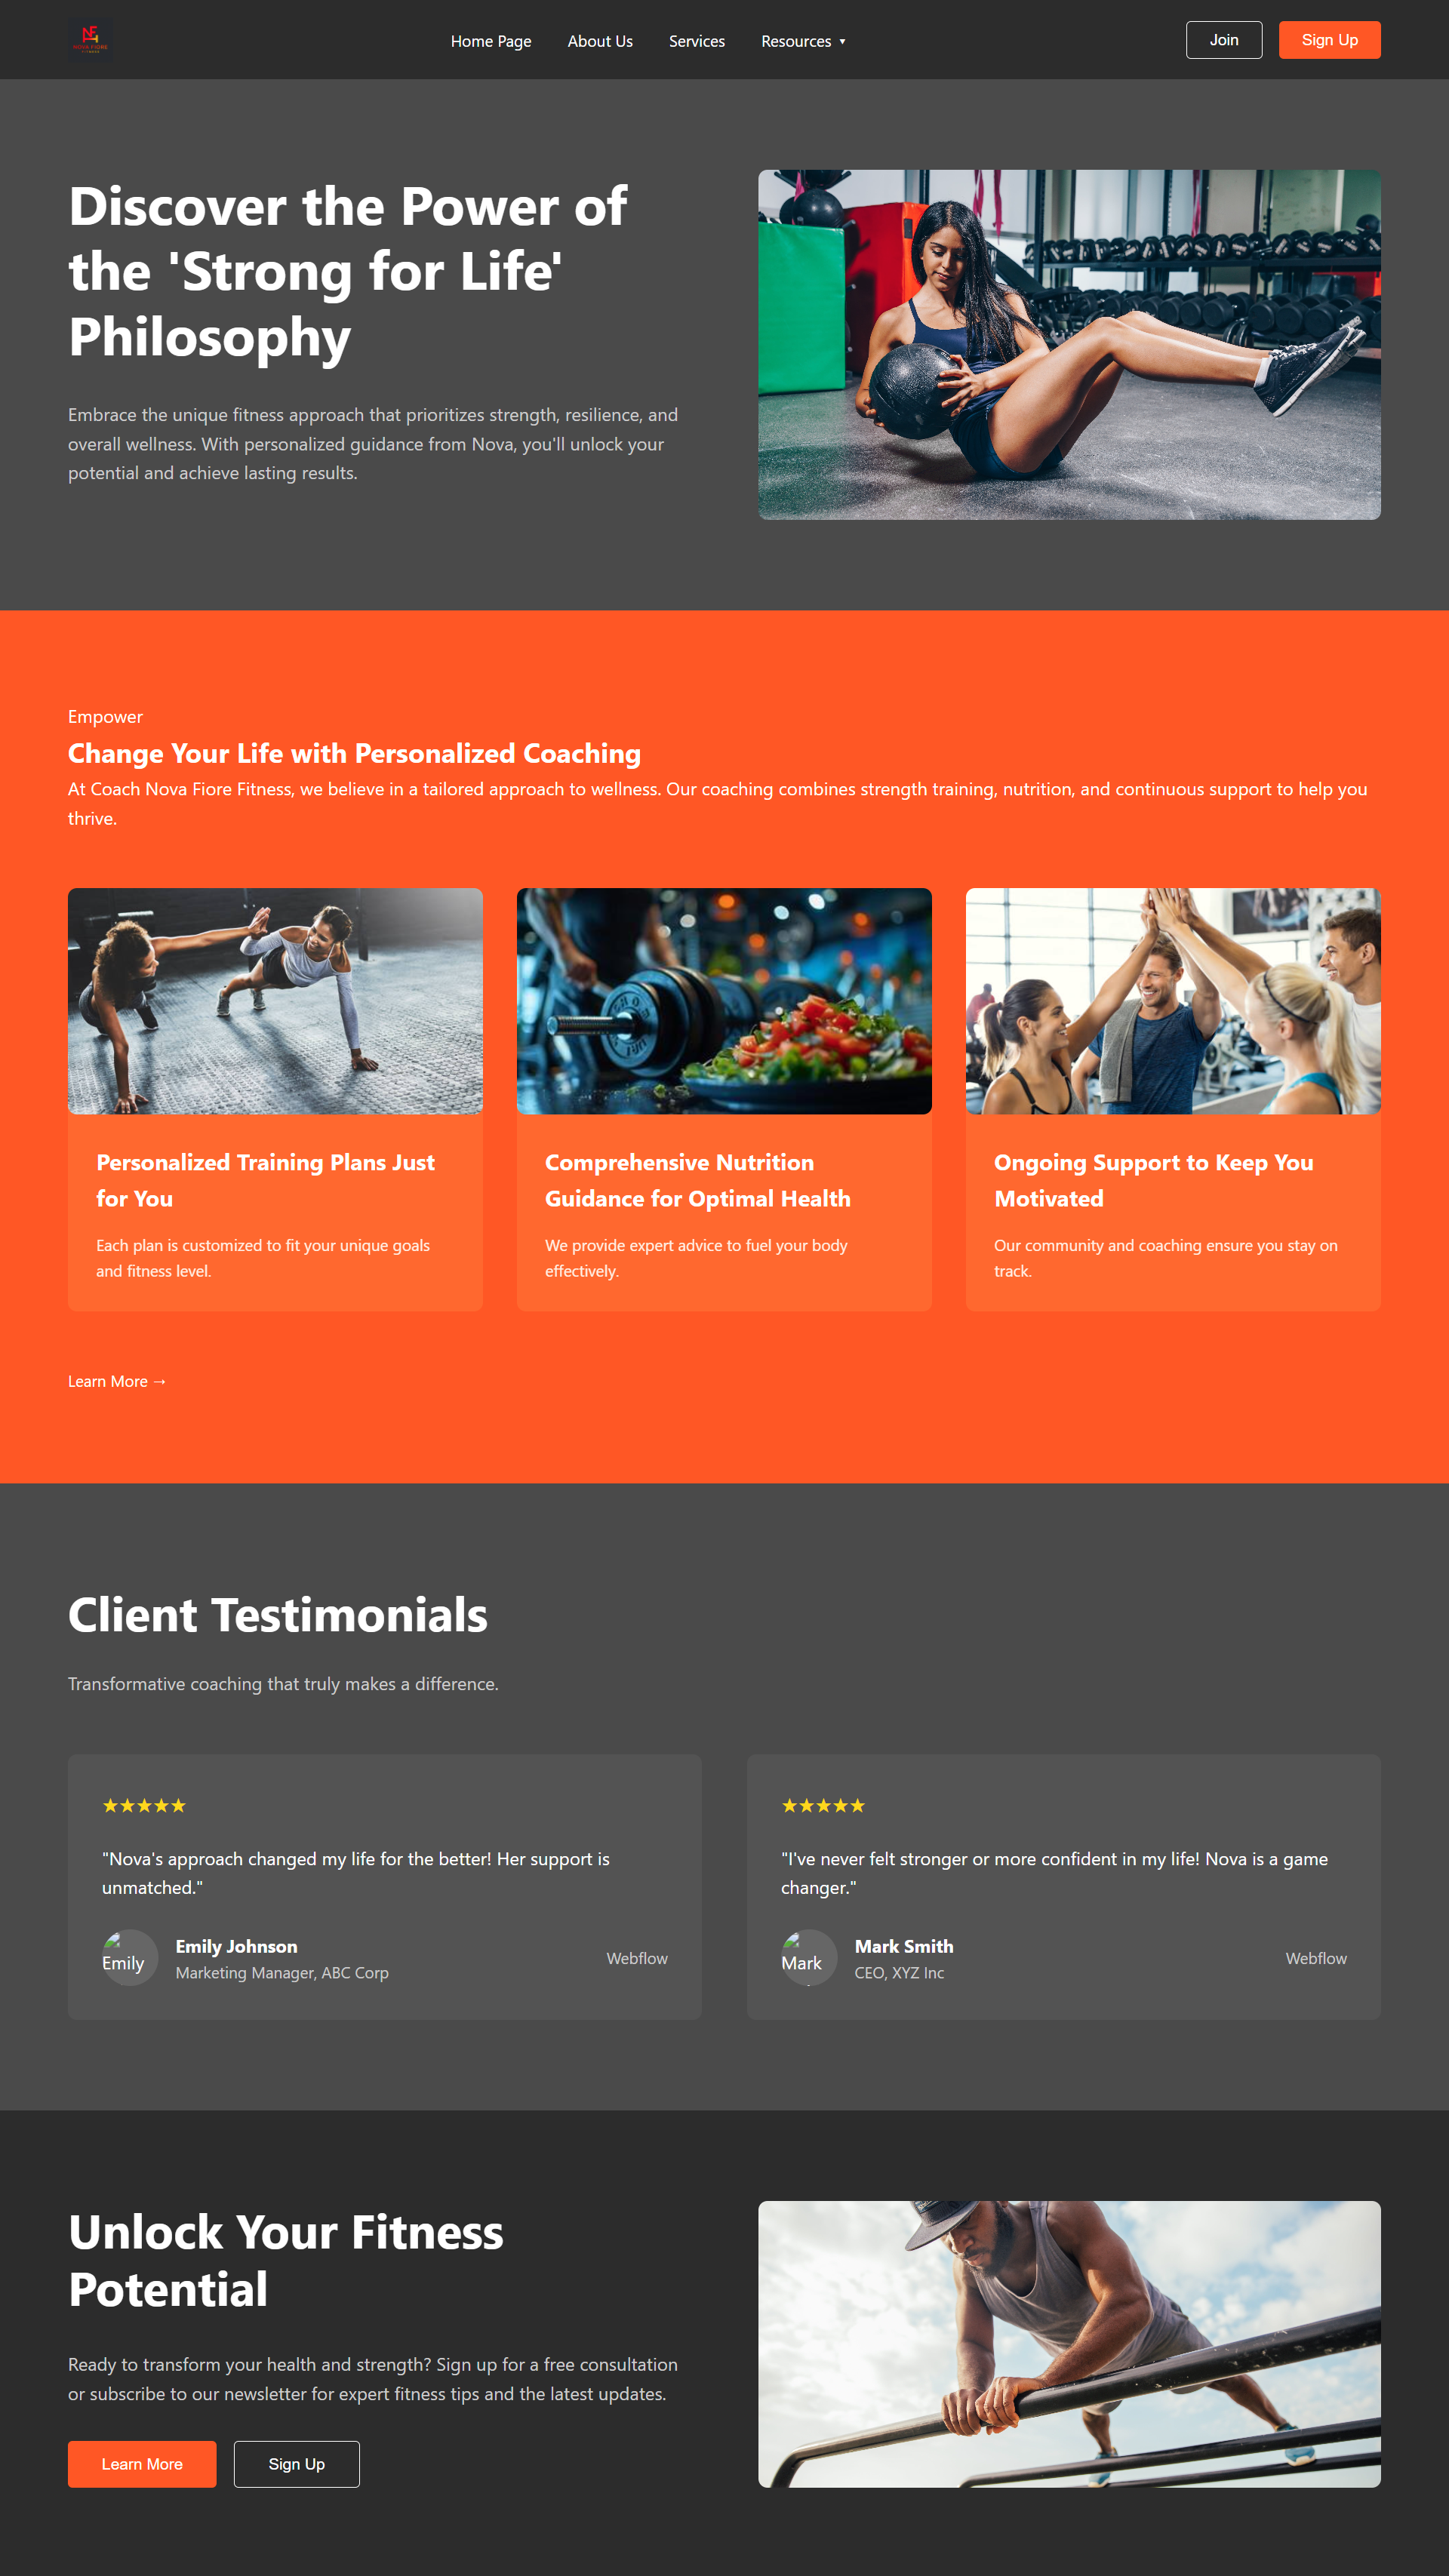 NOVA FIORE
FITNESS
Home Page
About Us
Services
Resources ▾
Join
Sign Up
Discover the Power of
the 'Strong for Life'
Philosophy
Embrace the unique fitness approach that prioritizes strength, resilience, and
overall wellness. With personalized guidance from Nova, you'll unlock your
potential and achieve lasting results.
Empower
Change Your Life with Personalized Coaching
At Coach Nova Fiore Fitness, we believe in a tailored approach to wellness. Our coaching combines strength training, nutrition, and continuous support to help you
thrive.
Personalized Training Plans Just
for You
Each plan is customized to fit your unique goals
and fitness level.
Comprehensive Nutrition
Guidance for Optimal Health
We provide expert advice to fuel your body
effectively.
Ongoing Support to Keep You
Motivated
Our community and coaching ensure you stay on
track.
Learn More →
Client Testimonials
Transformative coaching that truly makes a difference.
★★★★★
"Nova's approach changed my life for the better! Her support is
unmatched."
Emily
Emily Johnson
Marketing Manager, ABC Corp
Webflow
★★★★★
"I've never felt stronger or more confident in my life! Nova is a game
changer."
Mark
Mark Smith
CEO, XYZ Inc
Webflow
Unlock Your Fitness
Potential
Ready to transform your health and strength? Sign up for a free consultation
or subscribe to our newsletter for expert fitness tips and the latest updates.
Learn More
Sign Up